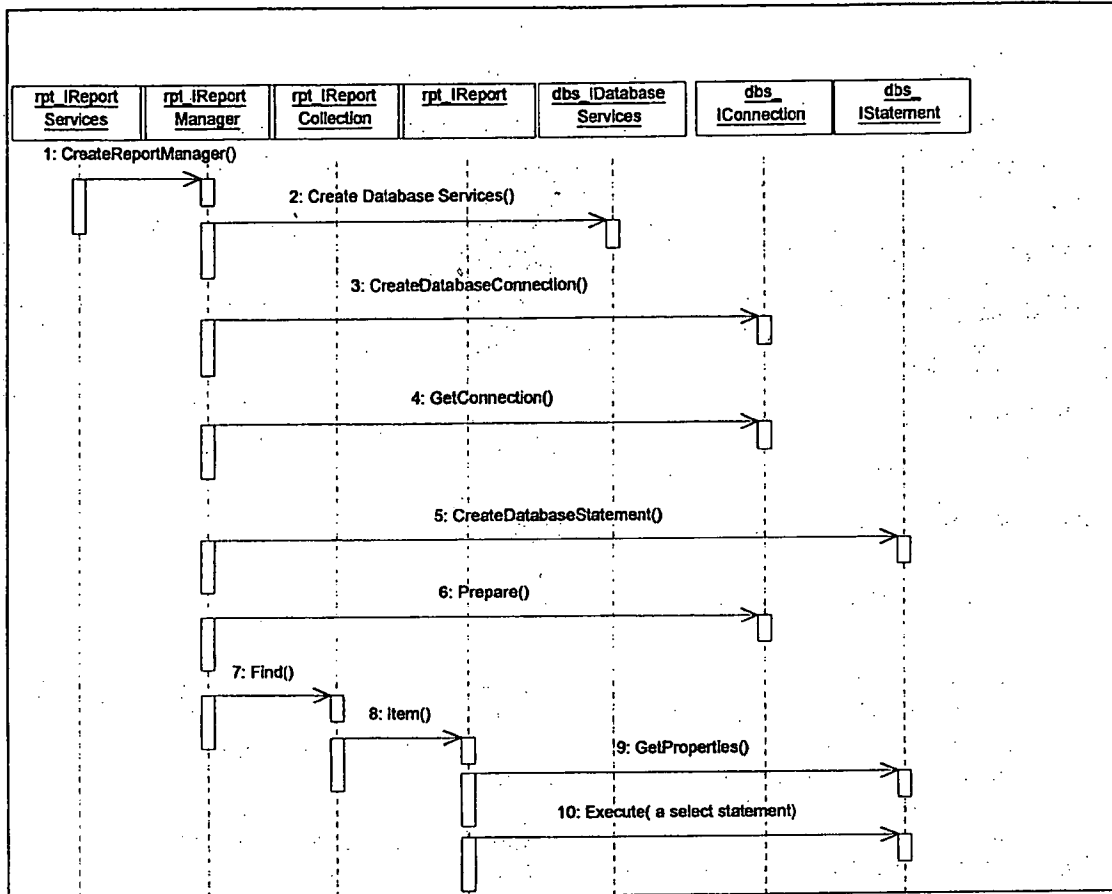 rpt_IReport
Services
rpt_IReport
Manager
rpt_IReport
Collection
rpt_IReport
dbs_IDatabase
Services
dbs_
IConnection
dbs_
IStatement
1: CreateReportManager()
2: Create Database Services()
3: CreateDatabaseConnection()
4: GetConnection()
5: CreateDatabaseStatement()
6: Prepare()
7: Find()
8: Item()
9: GetProperties()
10: Execute( a select statement)